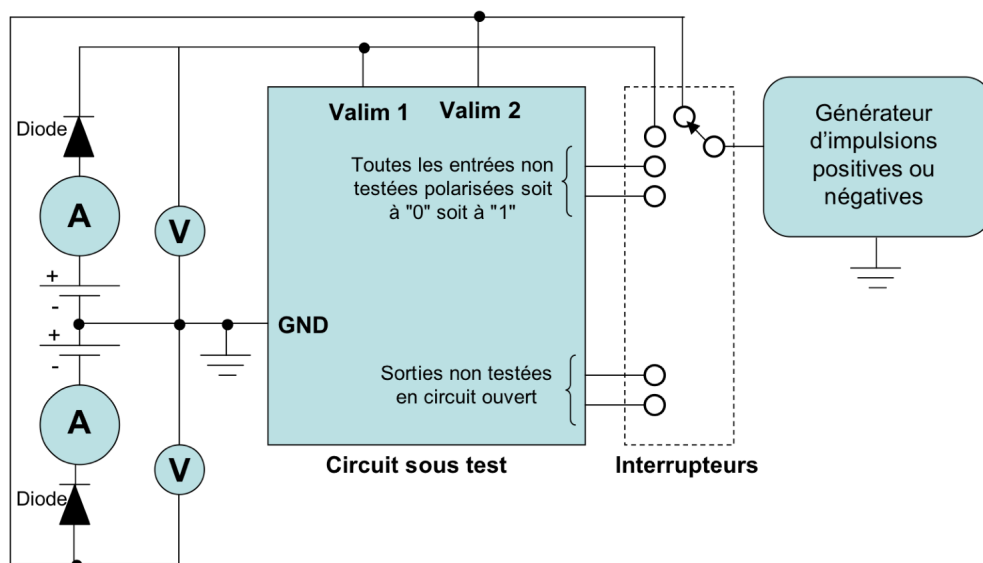 Diode
A
V
+
-
+
-
A
V
Diode
Valim 1
Valim 2
Toutes les entrées non
testées polarisées soit
à "0" soit à "1"
GND
Sorties non testées
en circuit ouvert
Circuit sous test
Interrupteurs
Générateur
d'impulsions
positives ou
négatives